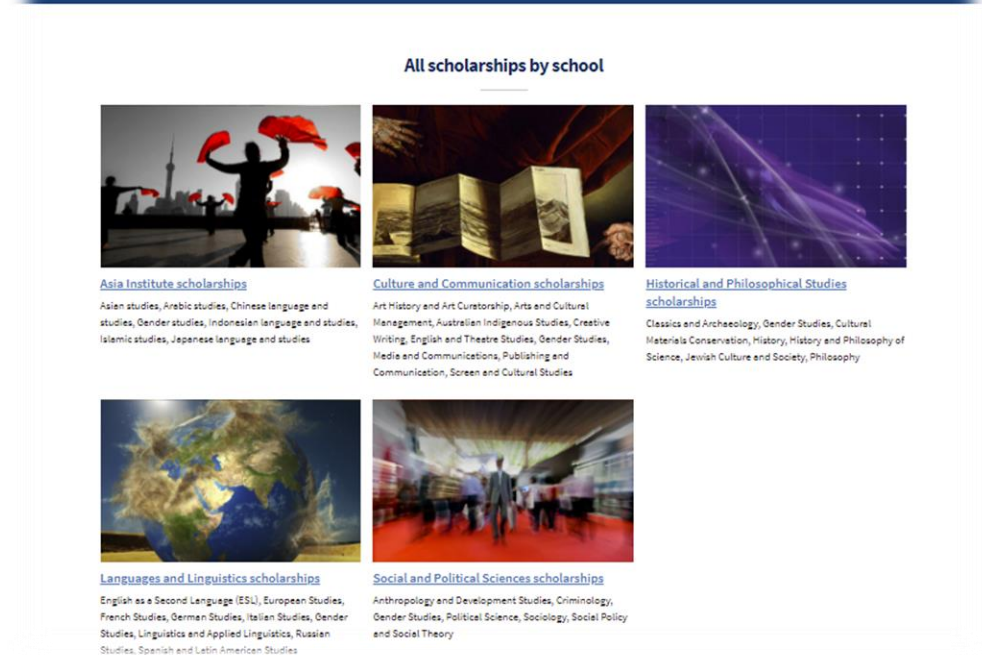 All scholarships by school
Asia Institute scholarships
Asian studies, Arabic studies, Chinese language and
studies, Gender studies, Indonesian language and studies,
Islamic studies, Japanese language and studies
Culture and Communication scholarships
Art History and Art Curatorship, Arts and Cultural
Management, Australian Indigenous Studies, Creative
Writing, English and Theatre Studies, Gender Studies,
Media and Communications, Publishing and
Communication, Screen and Cultural Studies
Historical and Philosophical Studies
scholarships
Classics and Archaeology, Gender Studies, Cultural
Materials Conservation, History, History and Philosophy of
Science, Jewish Culture and Society, Philosophy
Languages and Linguistics scholarships
English as a Second Language (ESL), European Studies,
French Studies, German Studies, Italian Studies, Gender
Studies, Linguistics and Applied Linguistics, Russian
Studies, Spanish and Latin American Studies
Social and Political Sciences scholarships
Anthropology and Development Studies, Criminology,
Gender Studies, Political Science, Sociology, Social Policy
and Social Theory